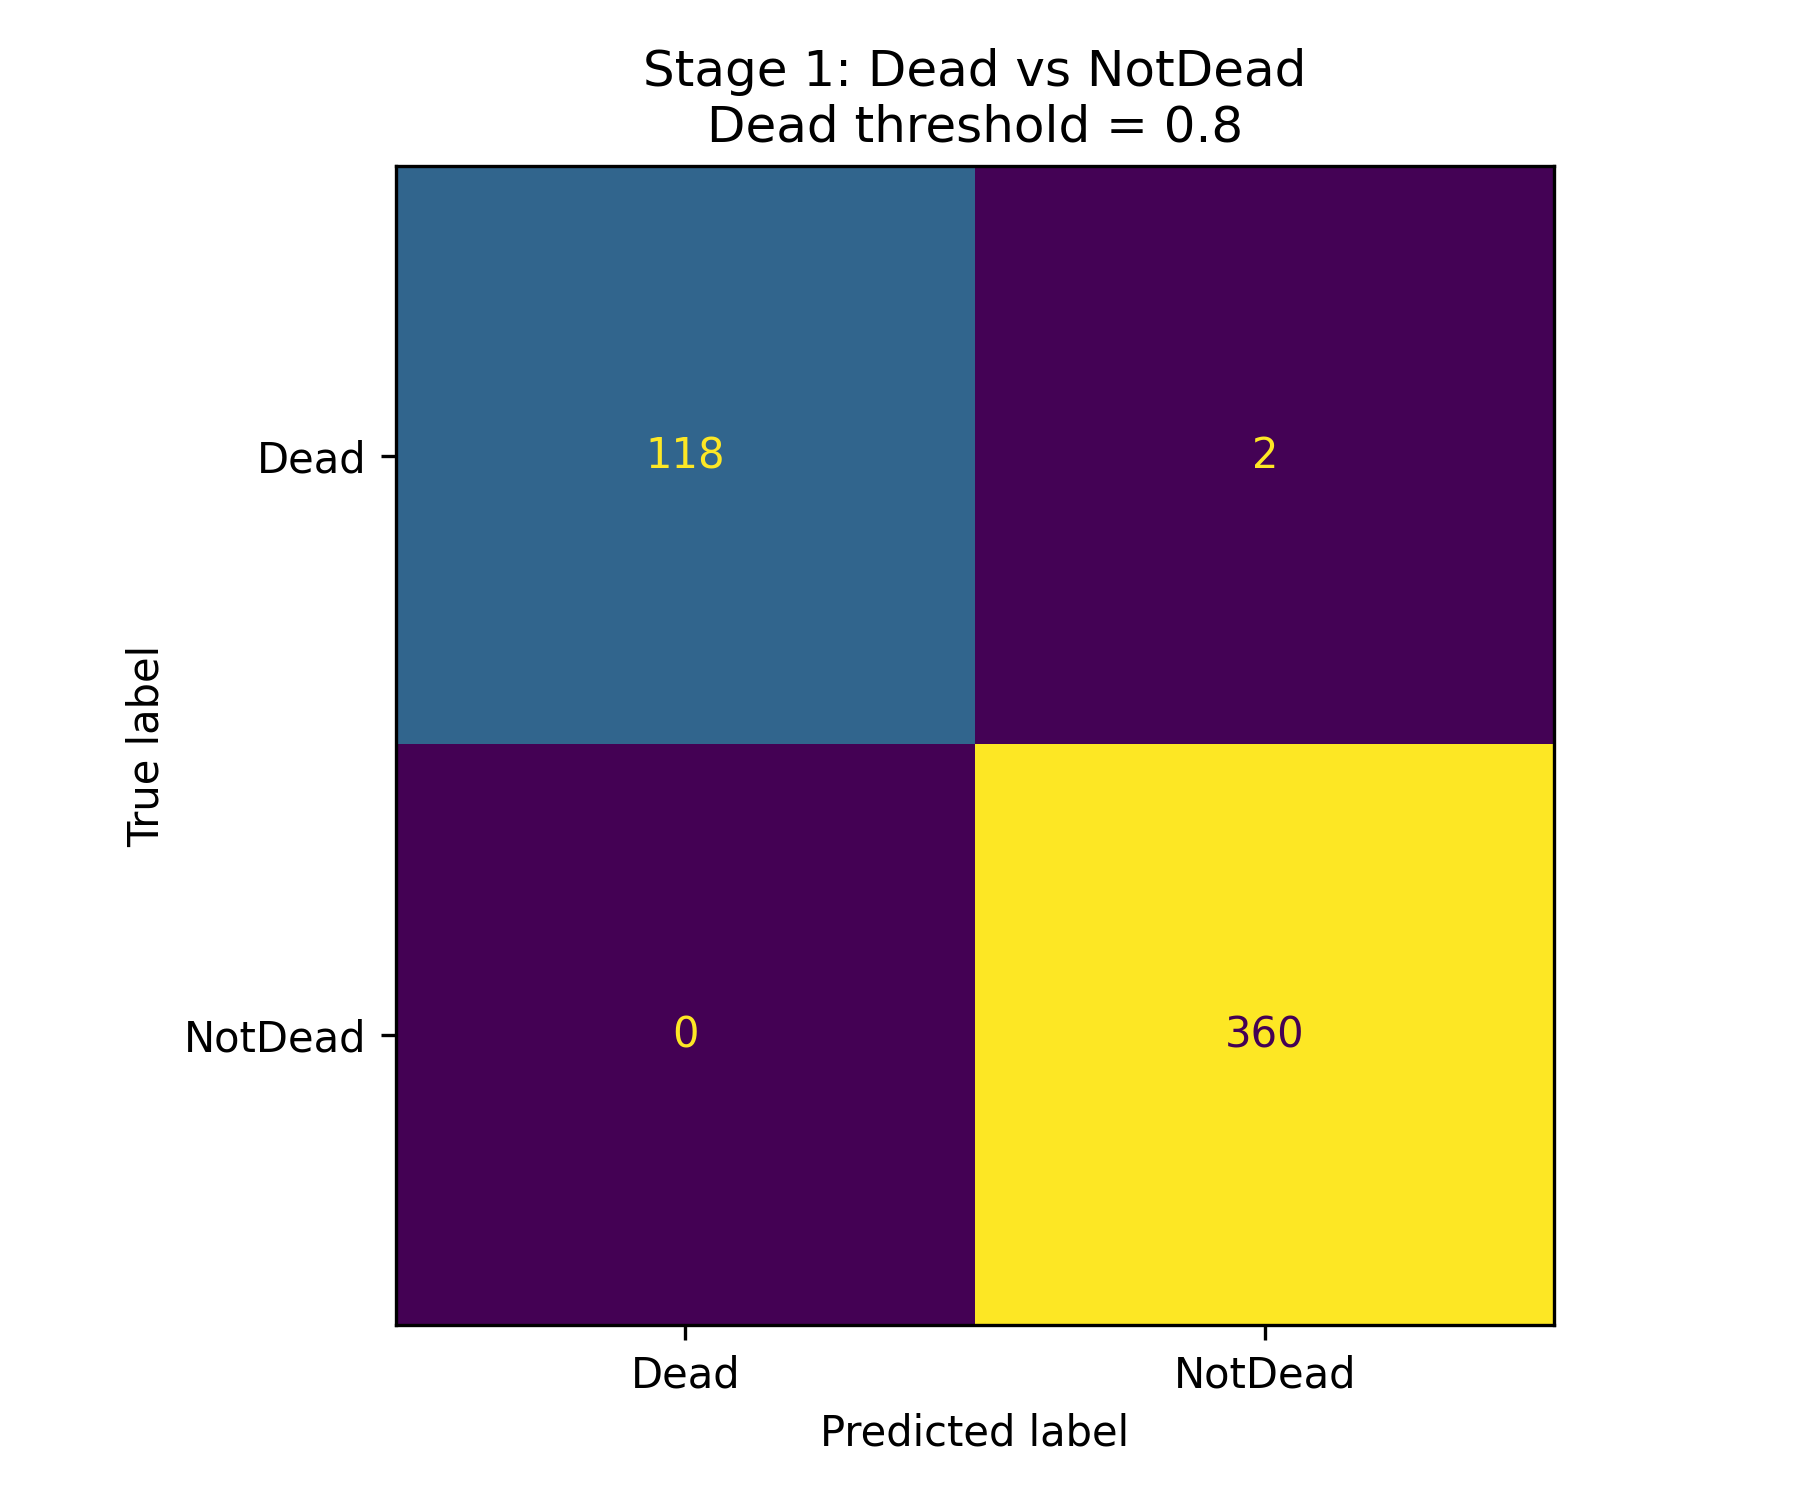 Stage 1: Dead vs NotDead
Dead threshold = 0.8
True label
Dead
118
2
NotDead
0
360
Dead
NotDead
Predicted label